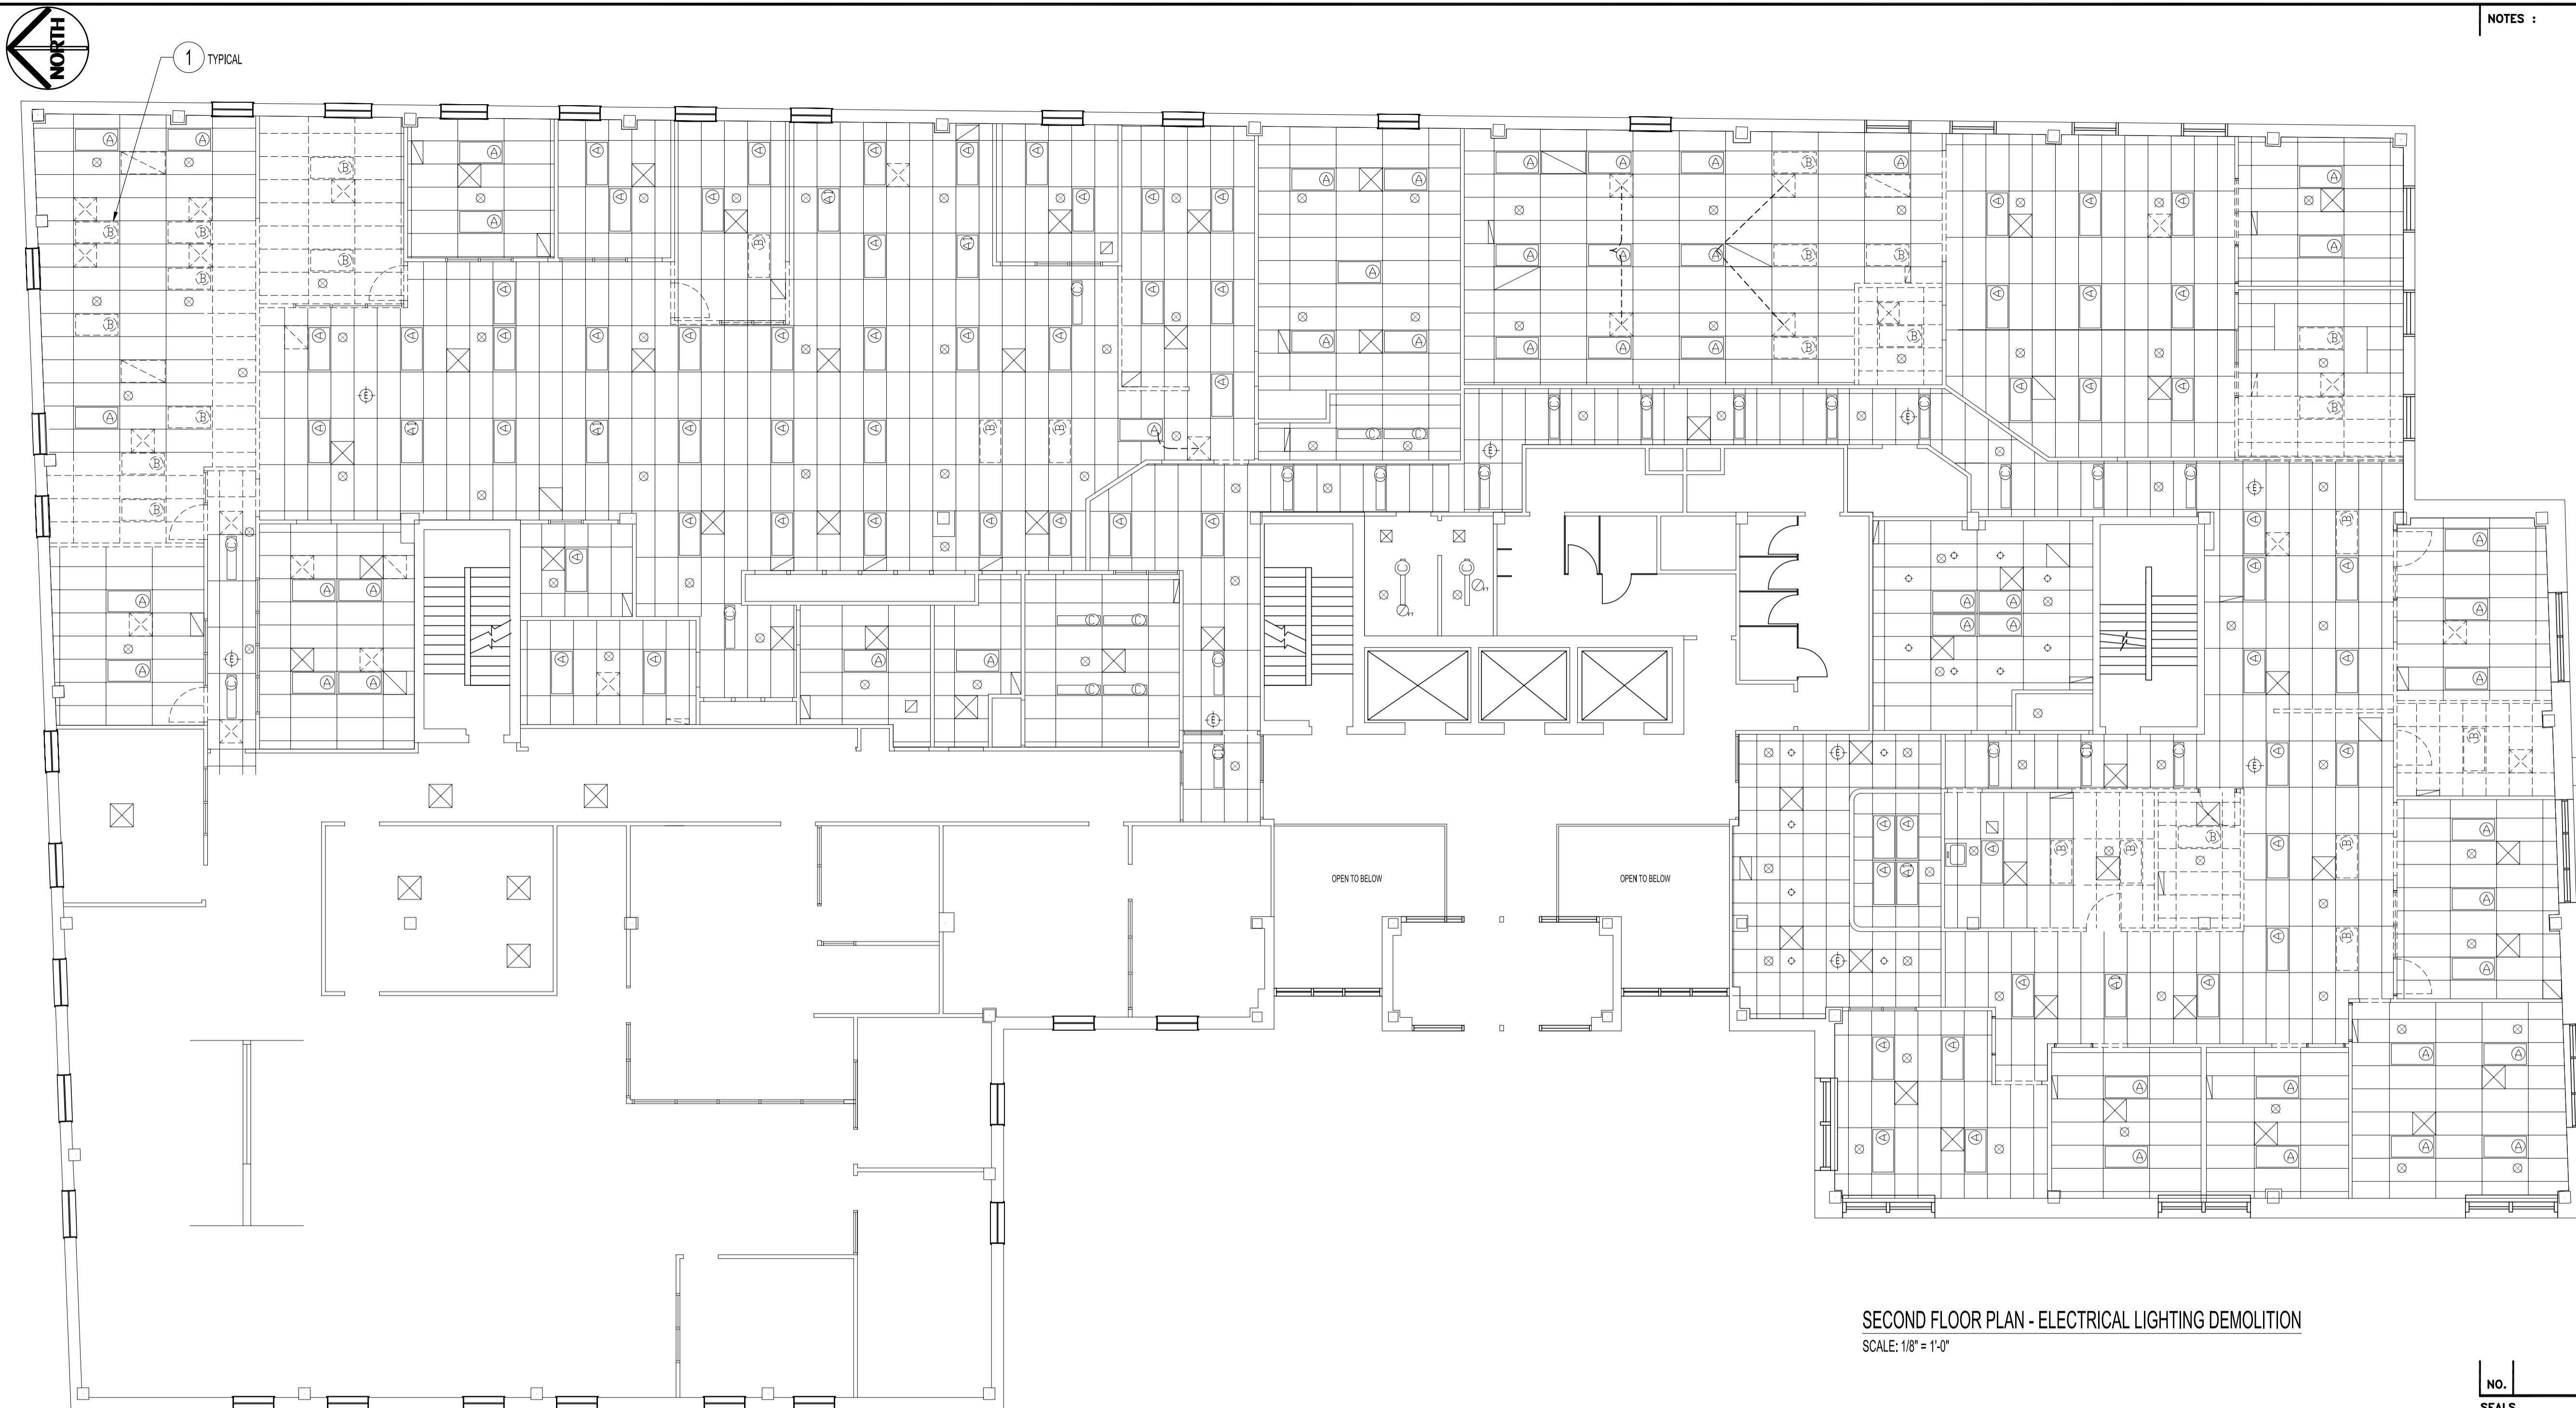 NORTH
1 TYPICAL
NOTES :
OPEN TO BELOW
OPEN TO BELOW
SECOND FLOOR PLAN - ELECTRICAL LIGHTING DEMOLITION
SCALE: 1/8" = 1'-0"
NO.
SEALS